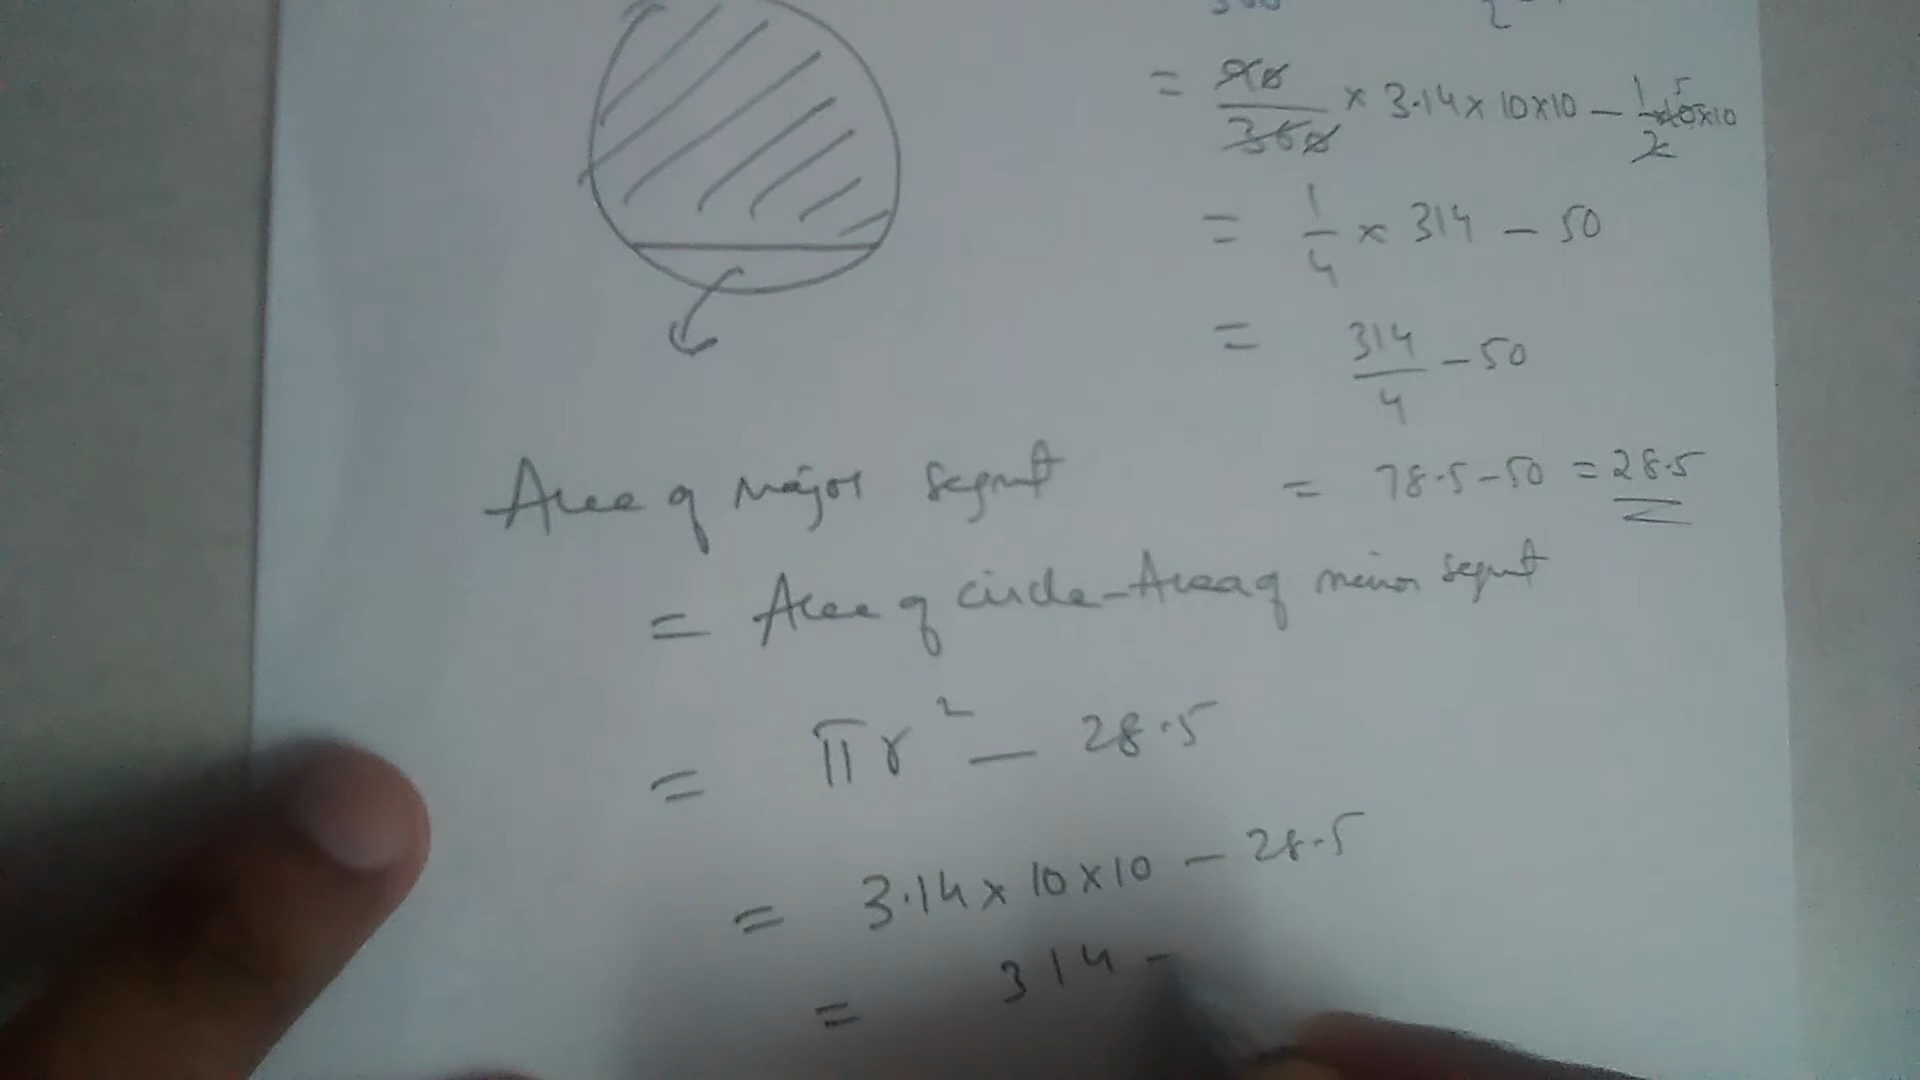 = 90/360 × 3.14 × 10×10 – 1/2 ×10×10 5
= 1/4 × 314 – 50
= 314/4 – 50
= 78.5–50 = 28.5
Area of major segment
= Area of circle–Area of minor segment
= πr² – 28.5
= 3.14 × 10×10 – 28.5
= 314 –